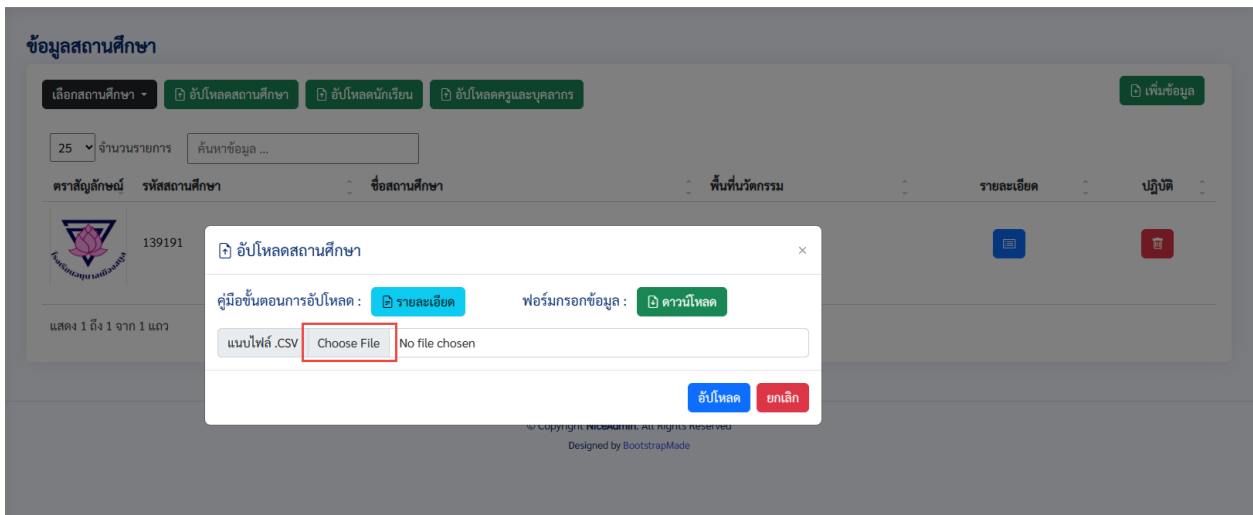 ข้อมูลสถานศึกษา
เลือกสถานศึกษา อัปโหลดสถานศึกษา อัปโหลดนักเรียน อัปโหลดครูและบุคลากร เพิ่มข้อมูล
25 จำนวนรายการ ค้นหาข้อมูล ...
ตราสัญลักษณ์ รหัสถานศึกษา ชื่อสถานศึกษา พื้นที่นวัตกรรม รายละเอียด ปฏิบัติ
139191
อัปโหลดสถานศึกษา
คู่มือขั้นตอนการอัปโหลด : รายละเอียด ฟอร์มกรอกข้อมูล : ดาวน์โหลด
แนบไฟล์ .CSV Choose File No file chosen
แสดง 1 ถึง 1 จาก 1 แถว
อัปโหลด ยกเลิก
© Copyright NiceAdmin. All Rights Reserved
Designed by BootstrapMade